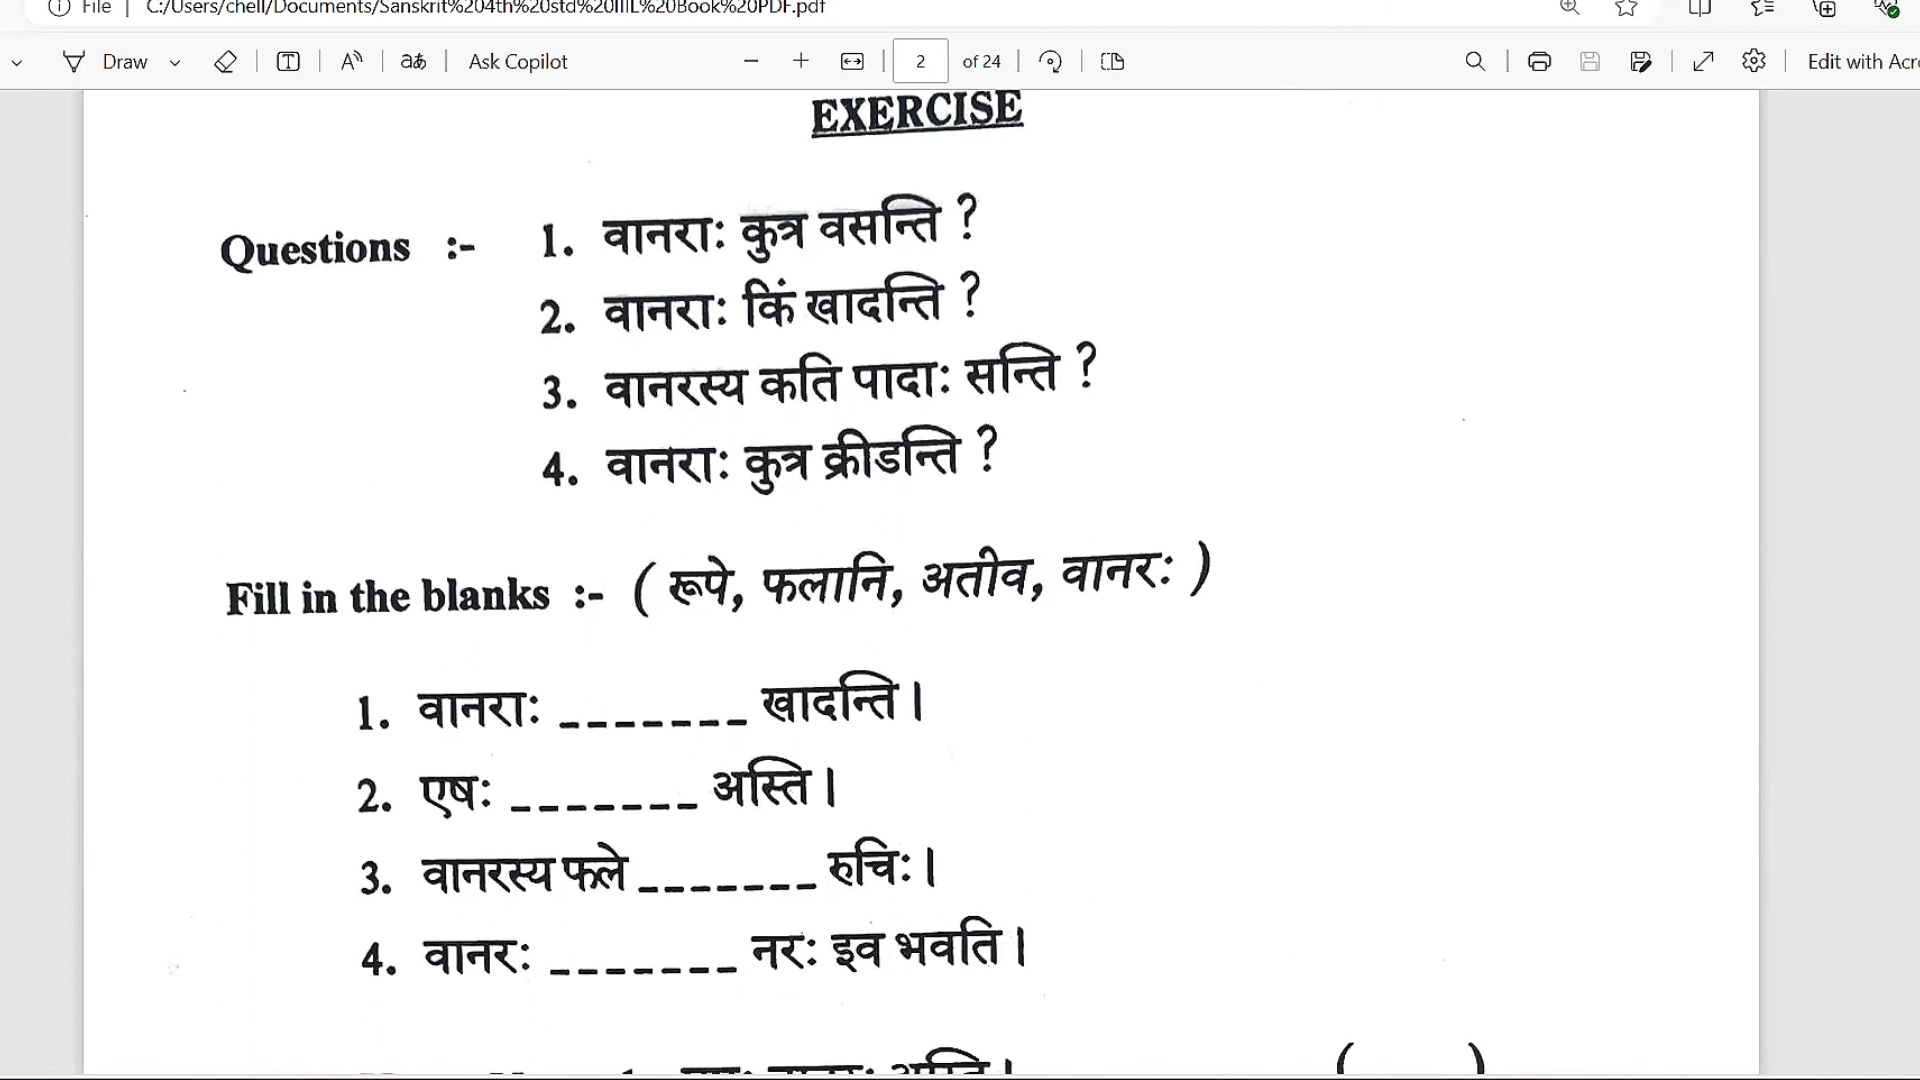 File | C:/Users/chell/Documents/Sanskrit%204th%20std%20IIIL%20Book%20PDF.pdf
Draw | T | A | aあ | Ask Copilot − + | 2 of 24 | Edit with Acro
EXERCISE
Questions :- 1. वानराः कुत्र वसन्ति ?
2. वानराः किं खादन्ति ?
3. वानरस्य कति पादाः सन्ति ?
4. वानराः कुत्र क्रीडन्ति ?
Fill in the blanks :- ( रूपे, फलानि, अतीव, वानरः )
1. वानराः _______ खादन्ति।
2. एषः _______ अस्ति।
3. वानरस्य फले _______ रुचिः।
4. वानरः _______ नरः इव भवति।